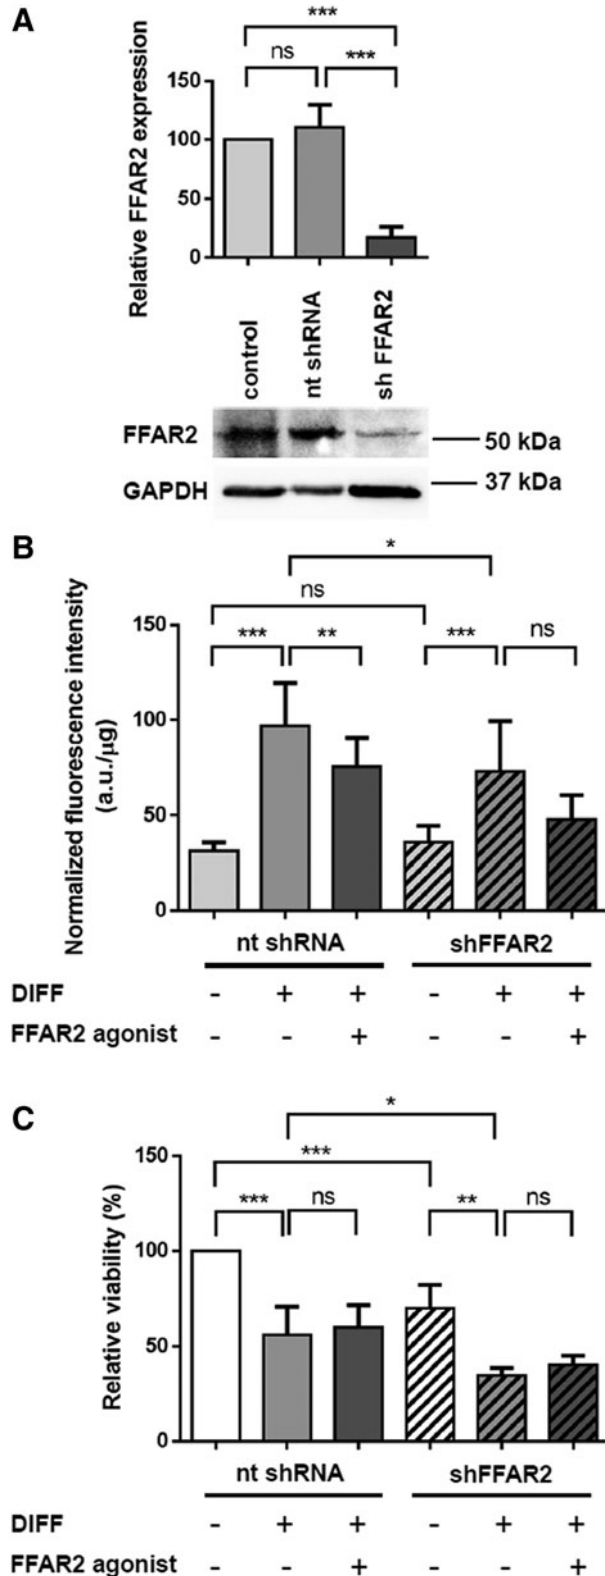 A
***
ns ***
Relative FFAR2 expression
150
100
50
0
control
nt shRNA
sh FFAR2
FFAR2
50 kDa
GAPDH
37 kDa
B
*
ns
*** ** *** ns
Normalized fluorescence intensity
(a.u./µg)
150
100
50
0
nt shRNA shFFAR2
DIFF - + + - + +
FFAR2 agonist - - + - - +
C
*
***
*** ns ** ns
Relative viability (%)
150
100
50
0
nt shRNA shFFAR2
DIFF - + + - + +
FFAR2 agonist - - + - - +